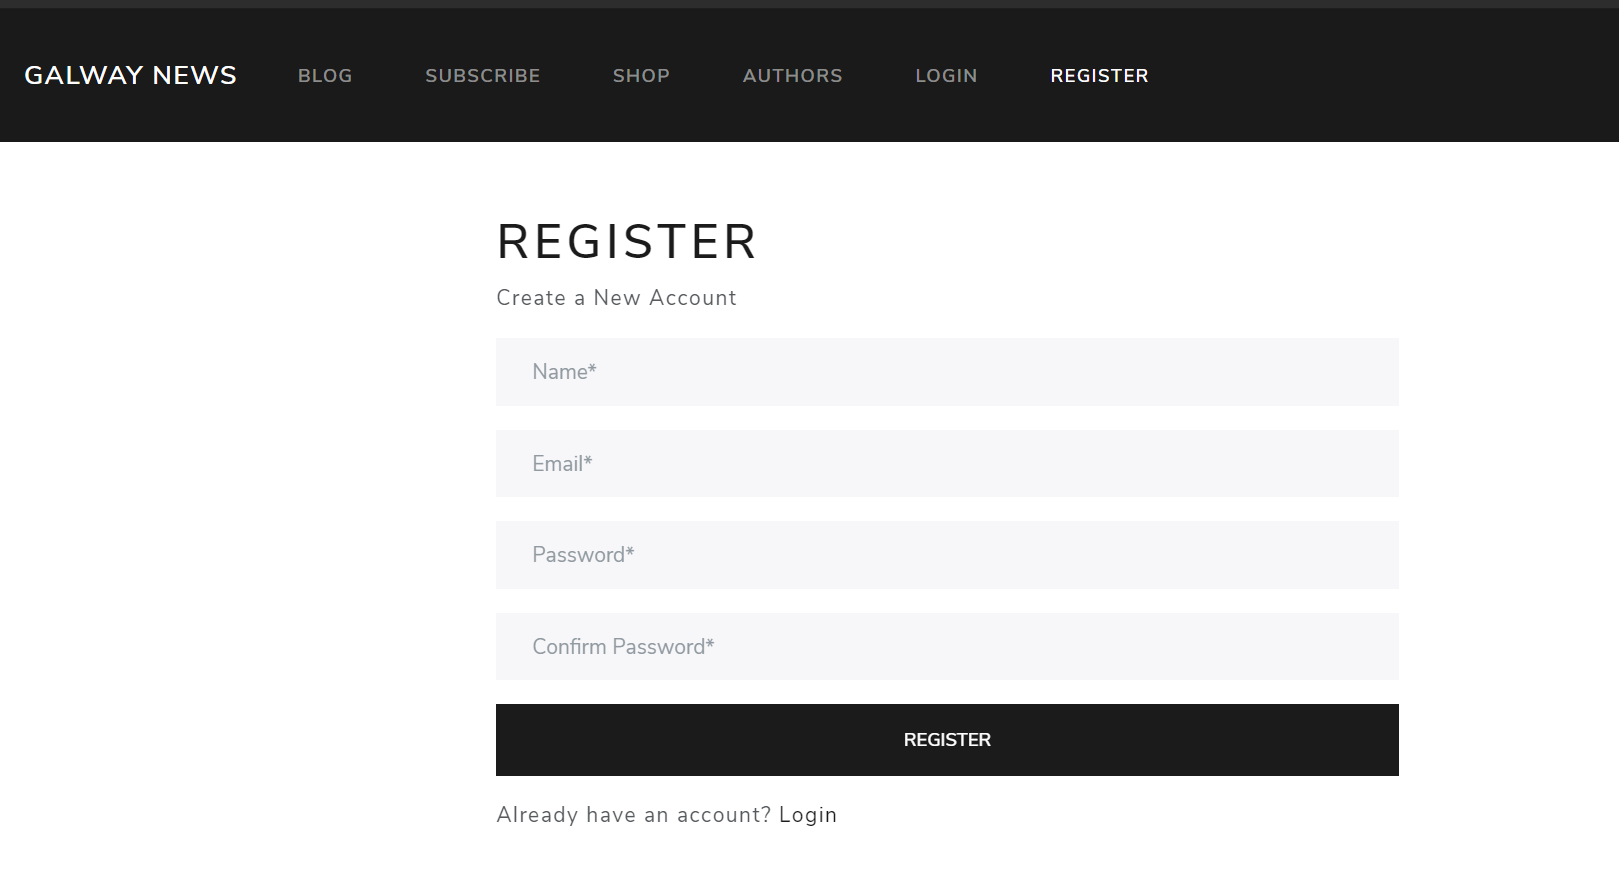 GALWAY NEWS BLOG SUBSCRIBE SHOP AUTHORS LOGIN REGISTER
REGISTER
Create a New Account
Name*
Email*
Password*
Confirm Password*
REGISTER
Already have an account? Login